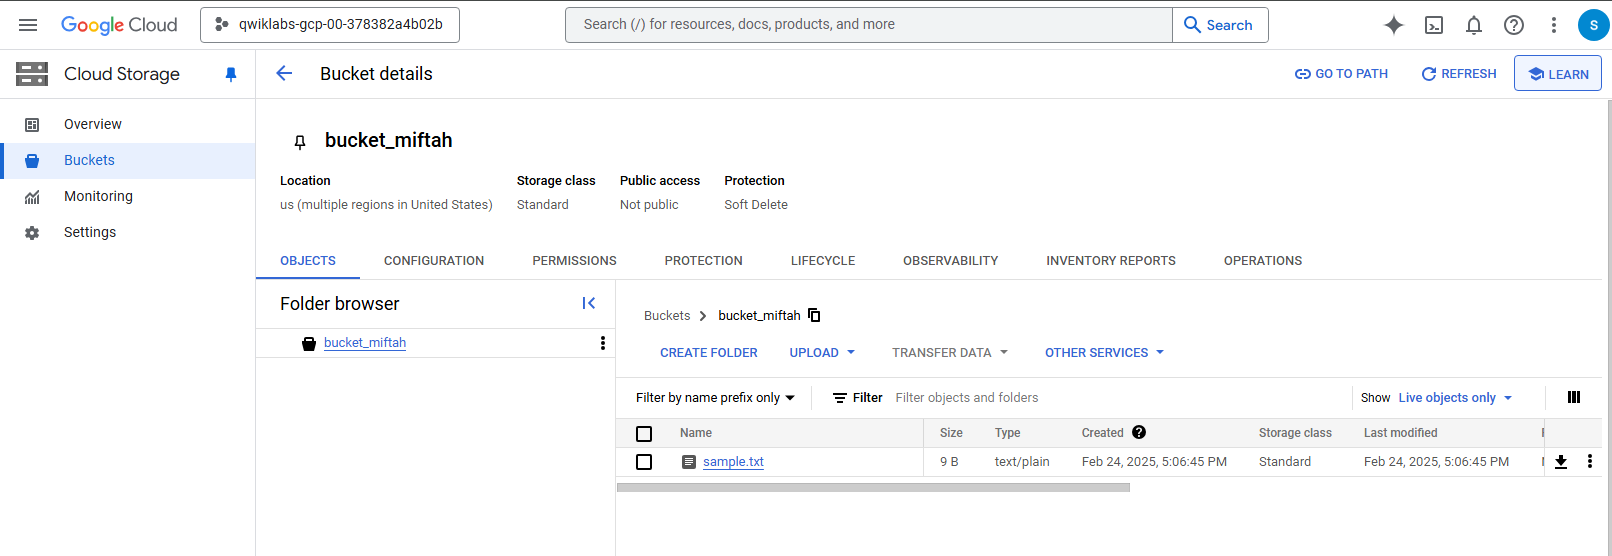 Google Cloud
qwiklabs-gcp-00-378382a4b02b
Search (/) for resources, docs, products, and more
Search
S
Cloud Storage
Bucket details
GO TO PATH
REFRESH
LEARN
Overview
Buckets
Monitoring
Settings
bucket_miftah
Location Storage class Public access Protection
us (multiple regions in United States) Standard Not public Soft Delete
OBJECTS CONFIGURATION PERMISSIONS PROTECTION LIFECYCLE OBSERVABILITY INVENTORY REPORTS OPERATIONS
Folder browser
bucket_miftah
Buckets bucket_miftah
CREATE FOLDER UPLOAD TRANSFER DATA OTHER SERVICES
Filter by name prefix only Filter Filter objects and folders Show Live objects only
Name Size Type Created Storage class Last modified
sample.txt 9 B text/plain Feb 24, 2025, 5:06:45 PM Standard Feb 24, 2025, 5:06:45 PM